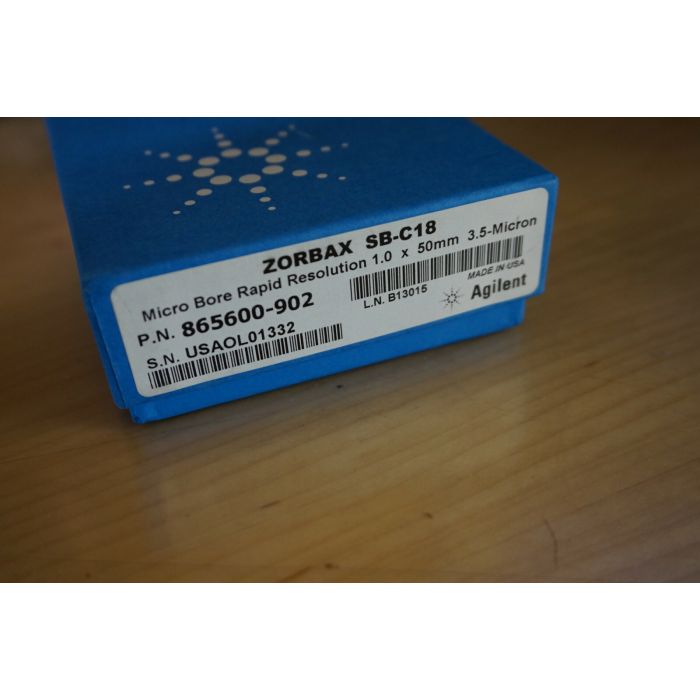 ZORBAX SB-C18
Micro Bore Rapid Resolution 1.0 x 50mm 3.5-Micron
P.N. 865600-902
S.N. USAOL01332
L.N. B13015
MADE IN USA
Agilent